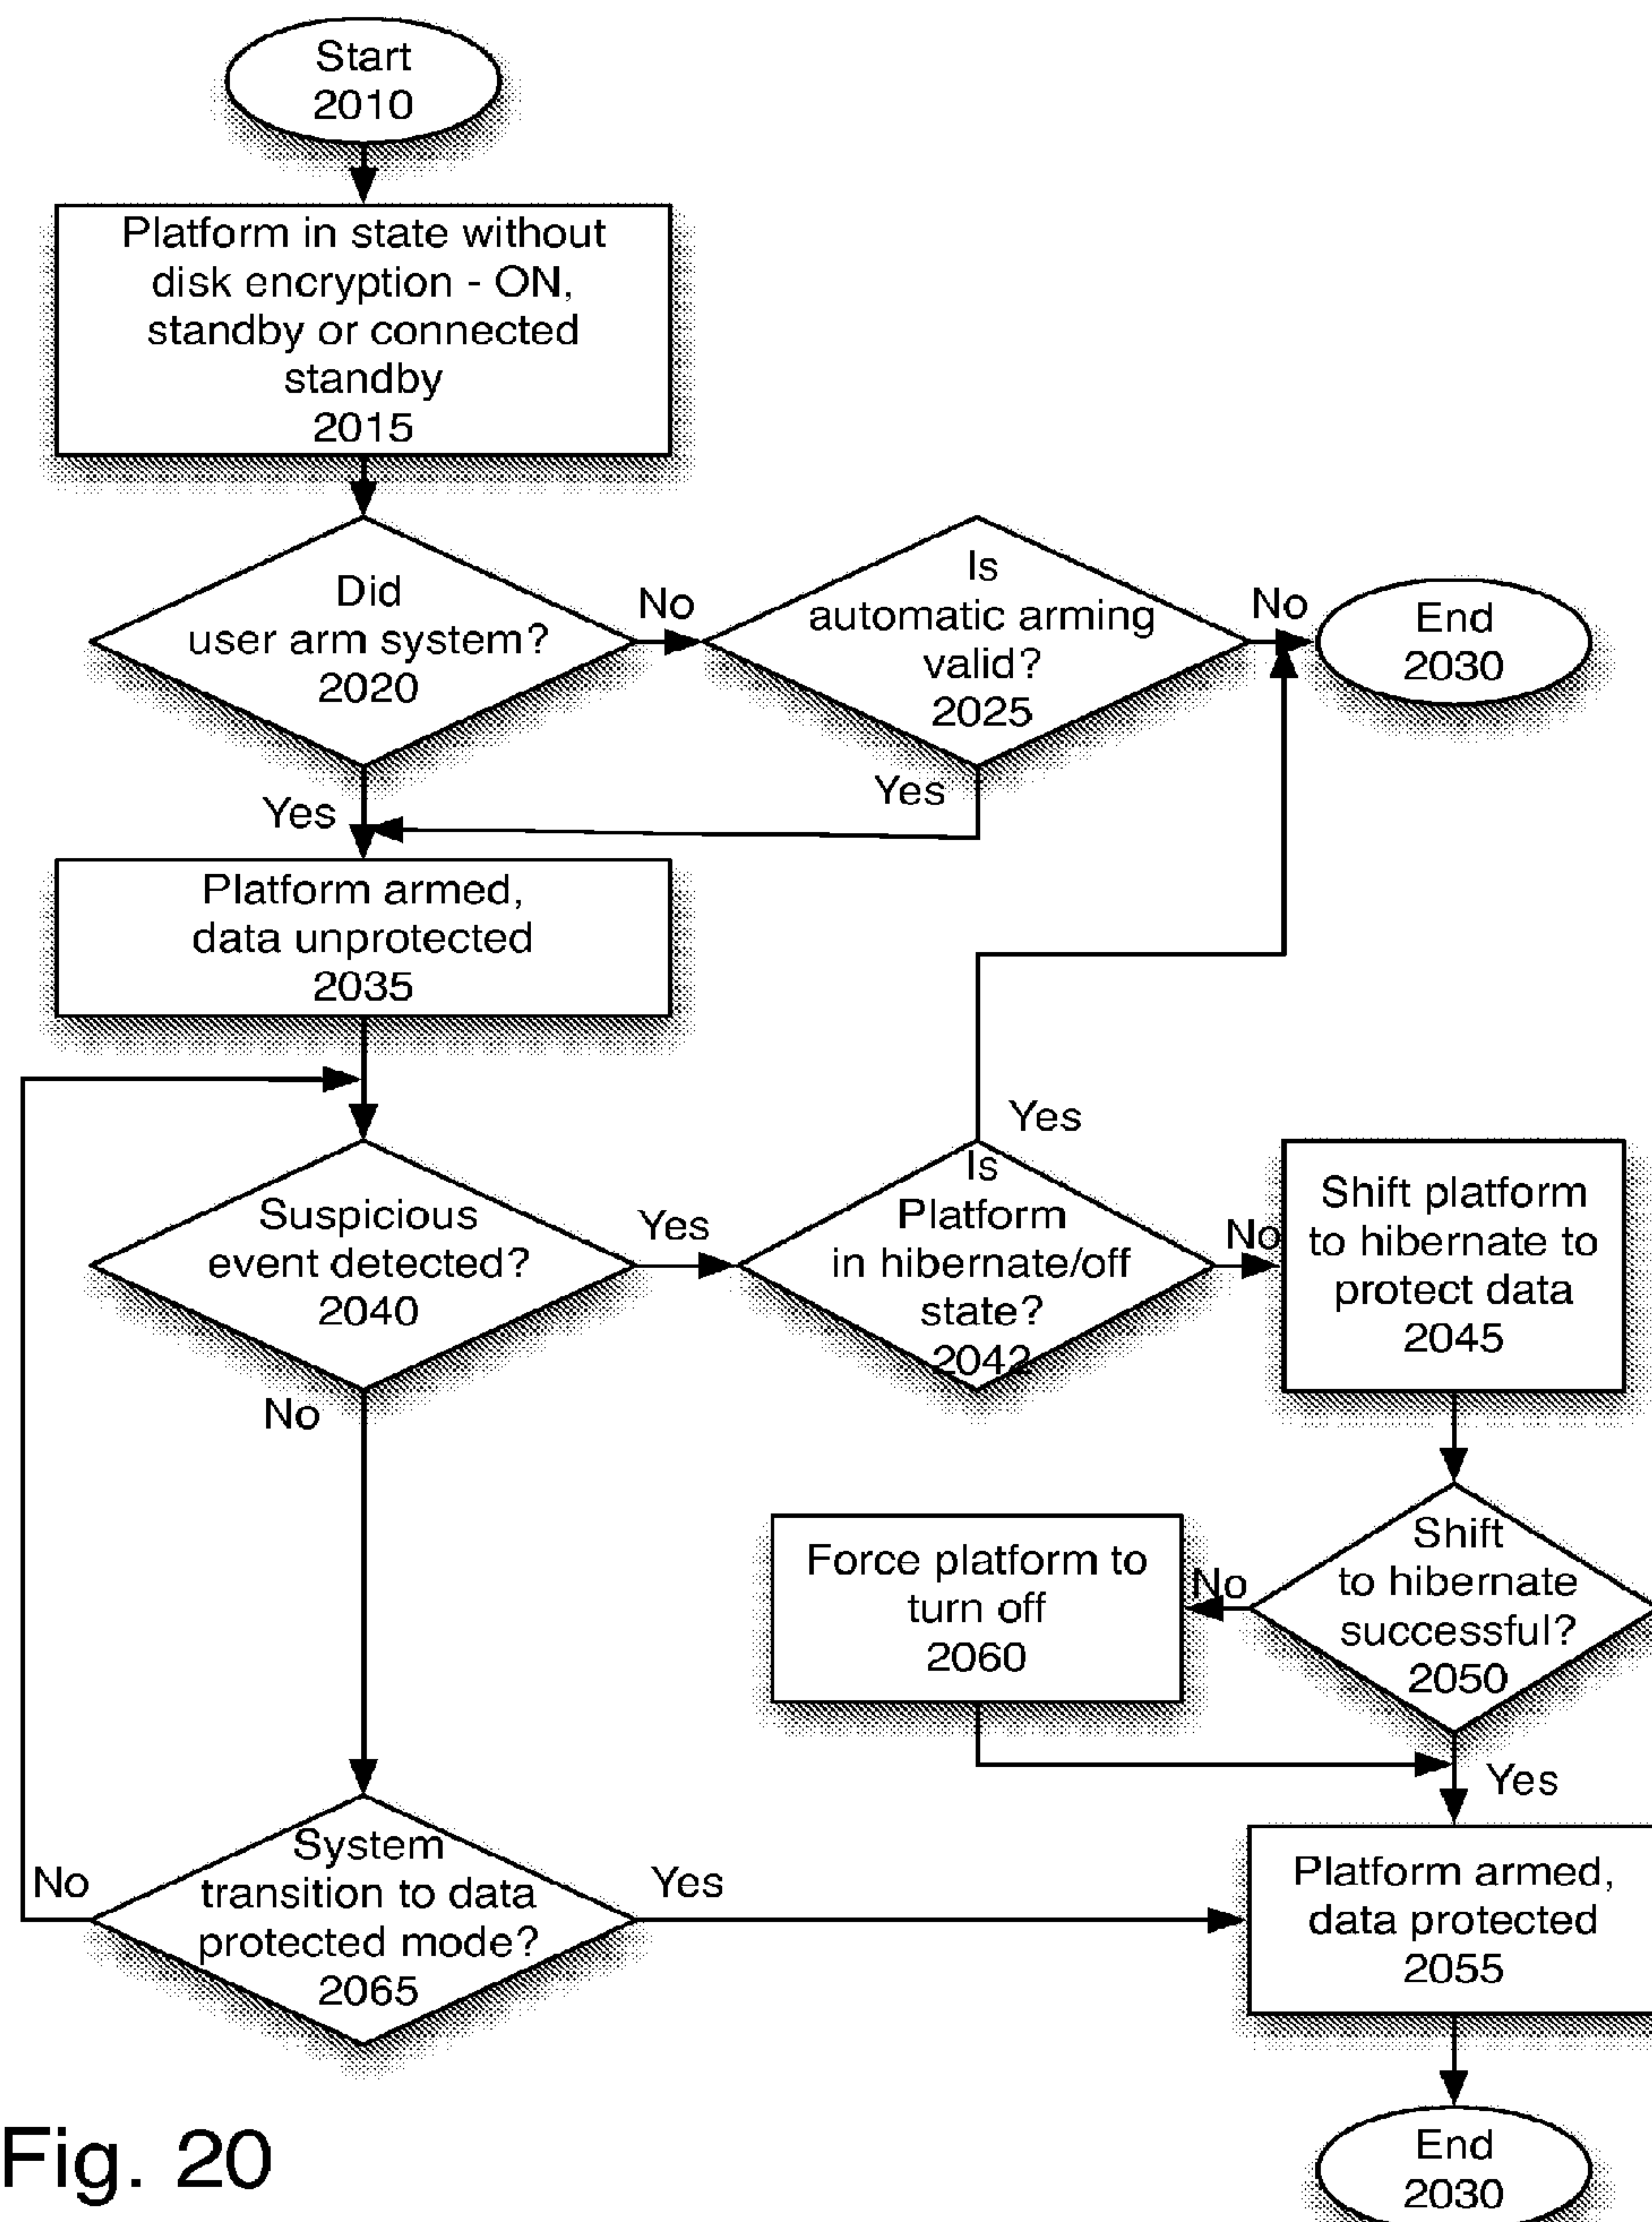 Start
2010
Platform in state without
disk encryption - ON,
standby or connected
standby
2015
Did
user arm system?
2020
No
Is
automatic arming
valid?
2025
No
End
2030
Yes
Yes
Platform armed,
data unprotected
2035
Suspicious
event detected?
2040
Yes
Is
Platform
in hibernate/off
state?
2042
Yes
No
Shift platform
to hibernate to
protect data
2045
No
Force platform to
turn off
2060
No
Shift
to hibernate
successful?
2050
Yes
System
transition to data
protected mode?
2065
No
Yes
Platform armed,
data protected
2055
End
2030
Fig. 20